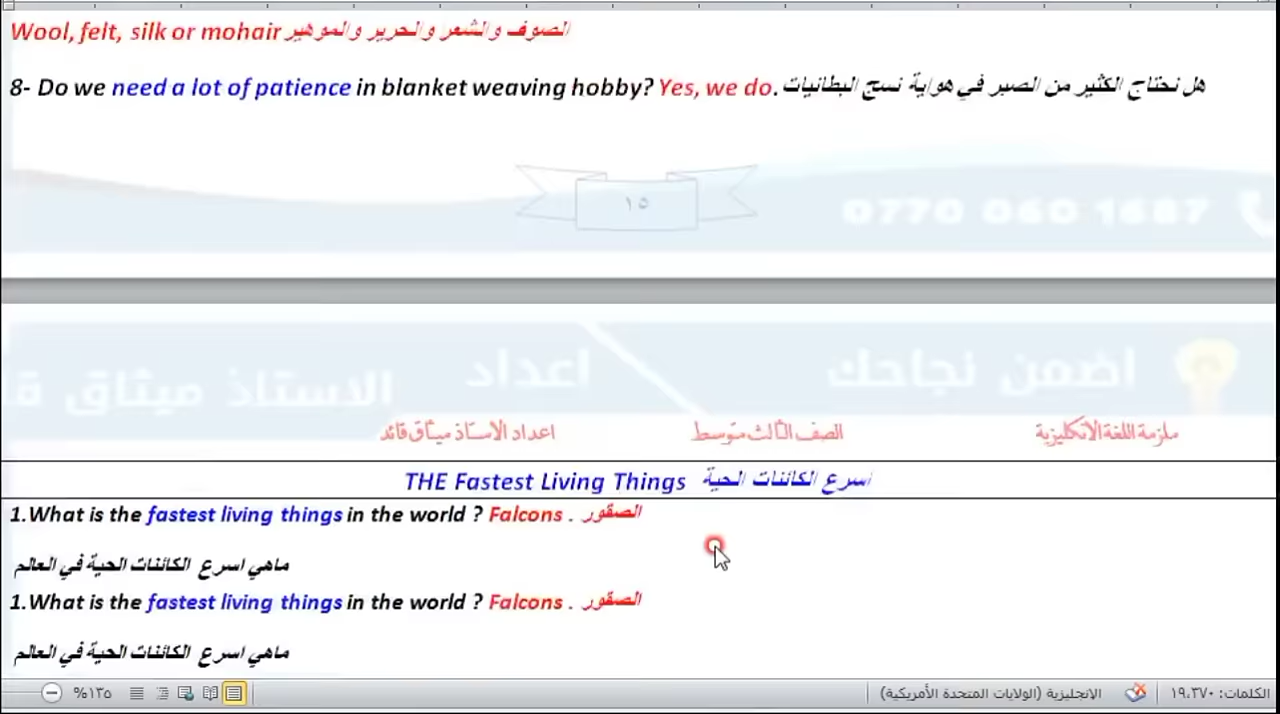 Wool, felt, silk or mohair الصوف والشعر والحرير والموهير
8- Do we need a lot of patience in blanket weaving hobby? Yes, we do. هل نحتاج الكثير من الصبر في هواية نسج البطانيات
١٥
0770 060 1687
اضمن نجاحك اعداد الاستاذ ميثاق
ملزمة اللغة الانكليزية الصف الثالث متوسط اعداد الاستاذ ميثاق قائد
THE Fastest Living Things اسرع الكائنات الحية
1.What is the fastest living things in the world ? Falcons . الصقور
ماهي اسرع الكائنات الحية في العالم
1.What is the fastest living things in the world ? Falcons . الصقور
ماهي اسرع الكائنات الحية في العالم
الكلمات: ١٩،٣٧٠ الإنجليزية (الولايات المتحدة الأمريكية) ١٣٥%